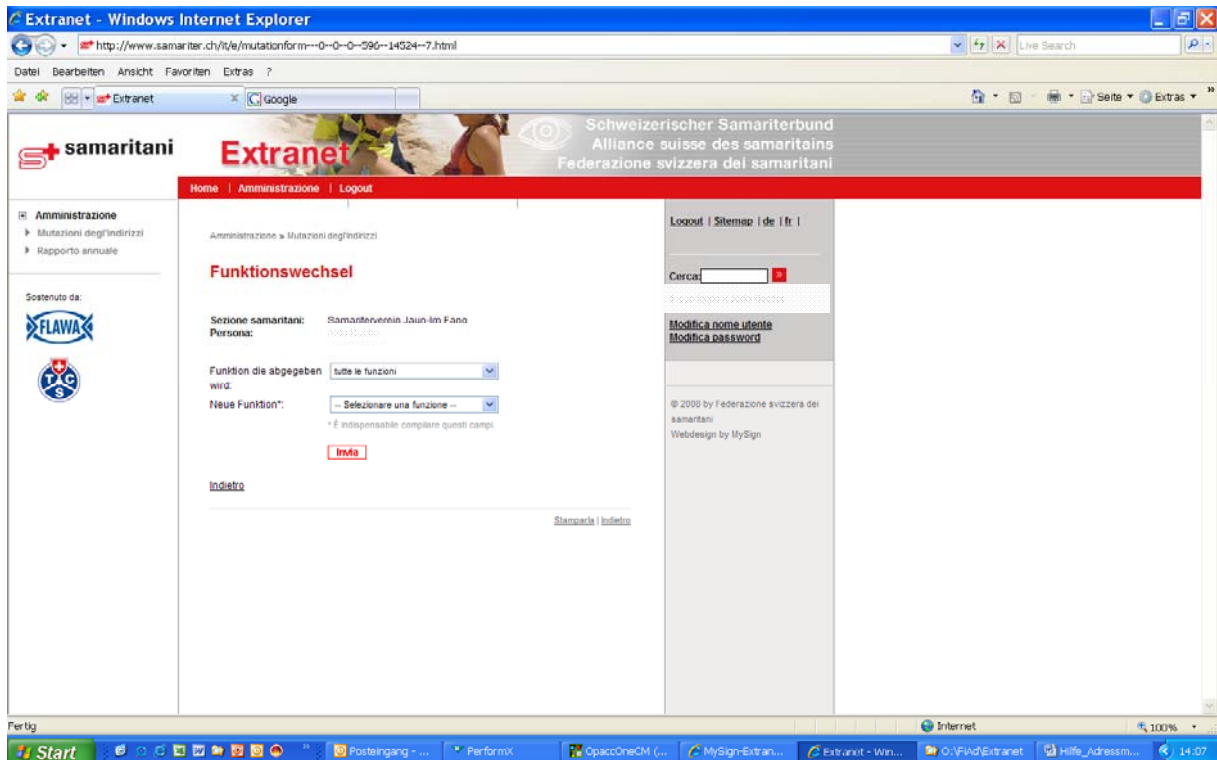 Extranet - Windows Internet Explorer
http://www.samariter.ch/it/e/mutationform---0--0--0--596--14524--7.html
Live Search
Datei Bearbeiten Ansicht Favoriten Extras ?
Extranet
Google
Seite
Extras
samaritani
Extranet
Schweizerischer Samariterbund
Alliance suisse des samaritains
Federazione svizzera dei samaritani
Home | Amministrazione | Logout
Amministrazione
Mutazioni degl'indirizzi
Rapporto annuale
Sostenuto da:
FLAWA
TCS
Amministrazione » Mutazioni degl'indirizzi
Funktionswechsel
Sezione samaritani: Samariterverein Jaun-Im Fang
Persona:
Funktion die abgegeben wird: tutte le funzioni
Neue Funktion*: -- Selezionare una funzione --
* È indispensabile compilare questi campi.
Invia
Indietro
Stamparla | Indietro
Logout | Sitemap | de | fr |
Cerca: »
Modifica nome utente
Modifica password
© 2008 by Federazione svizzera dei
samaritani
Webdesign by MySign
Fertig
Internet
100%
Start
Posteingang - ...
PerformX
OpaccOneCM (...
MySign-Extran...
Extranet - Win...
O:\FiAd\Extranet
Hilfe_Adressm...
14:07